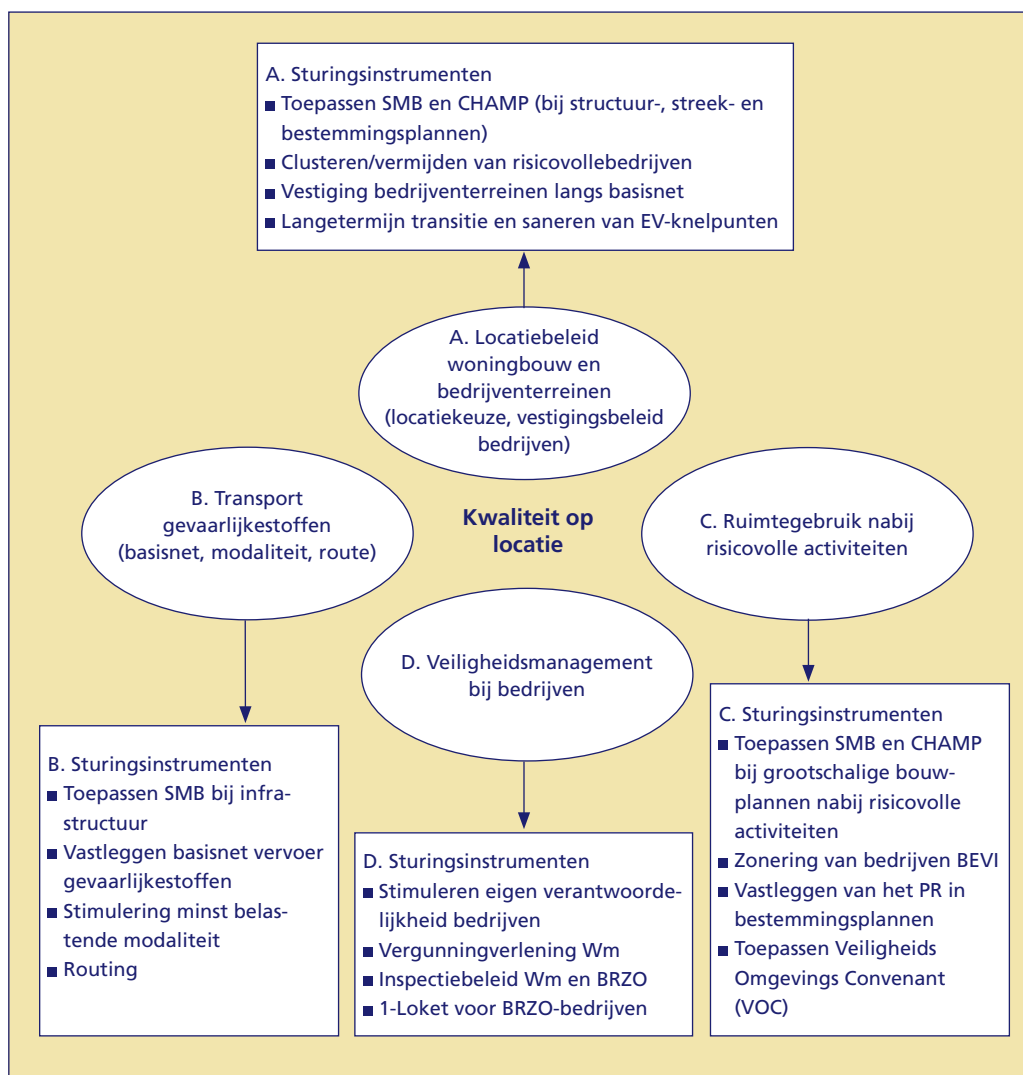 A. Sturingsinstrumenten
■ Toepassen SMB en CHAMP (bij structuur-, streek- en
bestemmingsplannen)
■ Clusteren/vermijden van risicovollebedrijven
■ Vestiging bedrijventerreinen langs basisnet
■ Langetermijn transitie en saneren van EV-knelpunten
A. Locatiebeleid
woningbouw en
bedrijventerreinen
(locatiekeuze, vestigingsbeleid
bedrijven)
B. Transport
gevaarlijkestoffen
(basisnet, modaliteit, route)
Kwaliteit op
locatie
C. Ruimtegebruik nabij
risicovolle activiteiten
D. Veiligheidsmanagement
bij bedrijven
B. Sturingsinstrumenten
■ Toepassen SMB bij infra-
structuur
■ Vastleggen basisnet vervoer
gevaarlijkestoffen
■ Stimulering minst belas-
tende modaliteit
■ Routing
D. Sturingsinstrumenten
■ Stimuleren eigen verantwoorde-
lijkheid bedrijven
■ Vergunningverlening Wm
■ Inspectiebeleid Wm en BRZO
■ 1-Loket voor BRZO-bedrijven
C. Sturingsinstrumenten
■ Toepassen SMB en CHAMP
bij grootschalige bouw-
plannen nabij risicovolle
activiteiten
■ Zonering van bedrijven BEVI
■ Vastleggen van het PR in
bestemmingsplannen
■ Toepassen Veiligheids
Omgevings Convenant
(VOC)